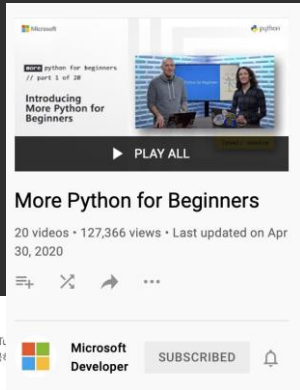 Microsoft
python
More python for beginners
// part 1 of 20
Introducing
More Python for
Beginners
PLAY ALL
More Python for Beginners
20 videos • 127,366 views • Last updated on Apr
30, 2020
Microsoft
Developer
SUBSCRIBED